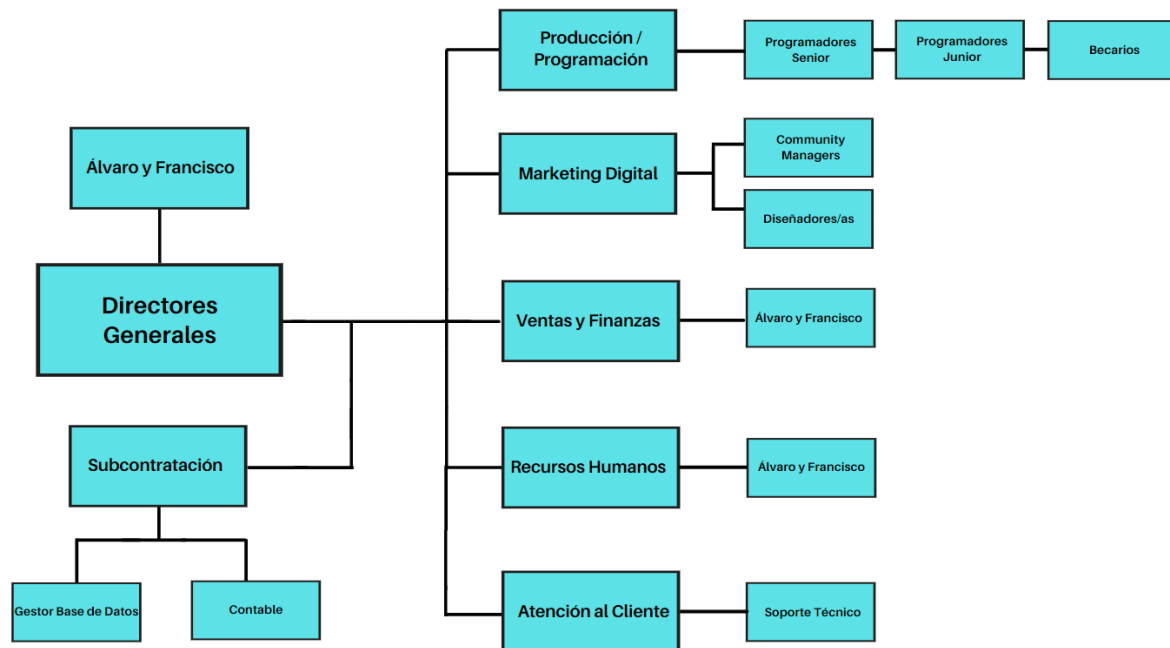 Producción /
Programación
Programadores
Senior
Programadores
Junior
Becarios
Álvaro y Francisco
Marketing Digital
Community
Managers
Diseñadores/as
Directores
Generales
Ventas y Finanzas
Álvaro y Francisco
Subcontratación
Recursos Humanos
Álvaro y Francisco
Gestor Base de Datos
Contable
Atención al Cliente
Soporte Técnico